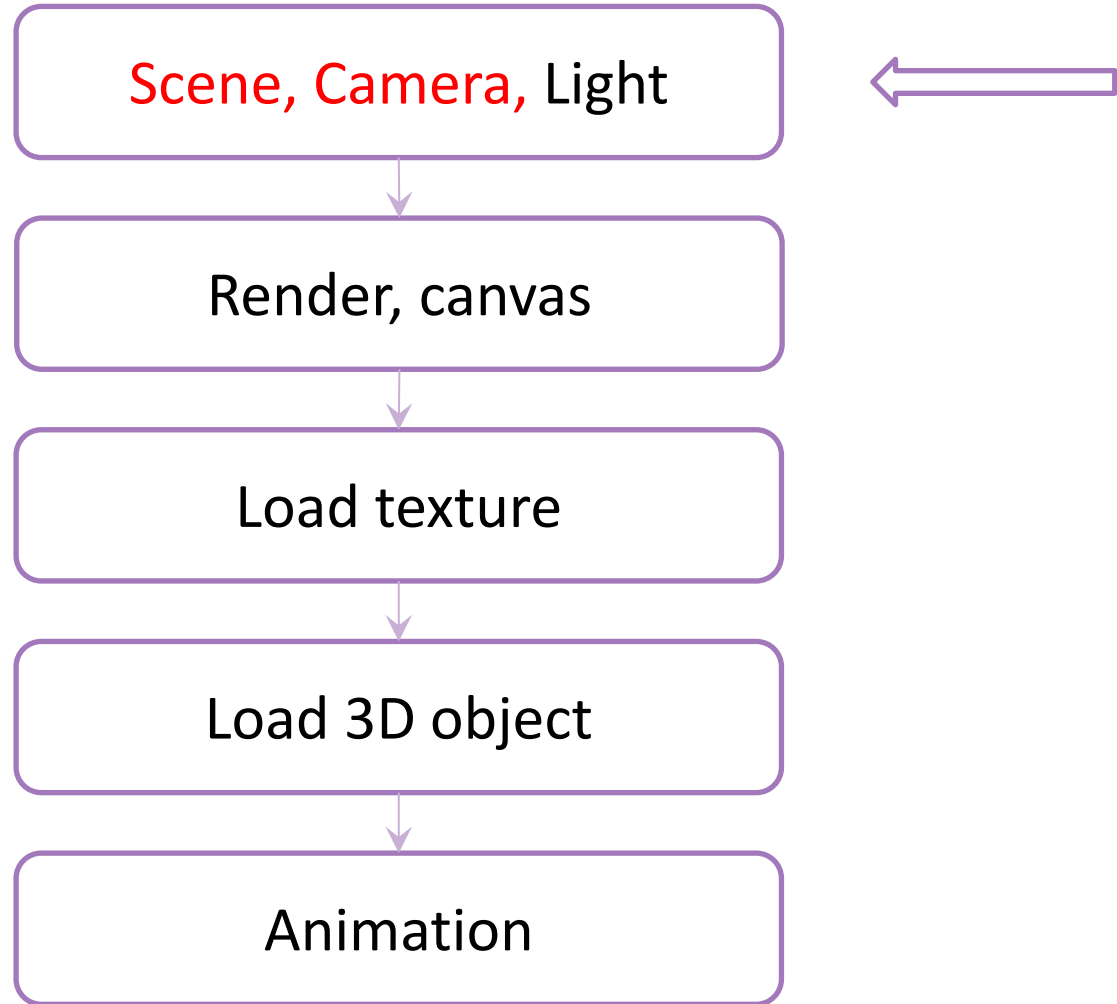 Scene, Camera, Light
Render, canvas
Load texture
Load 3D object
Animation